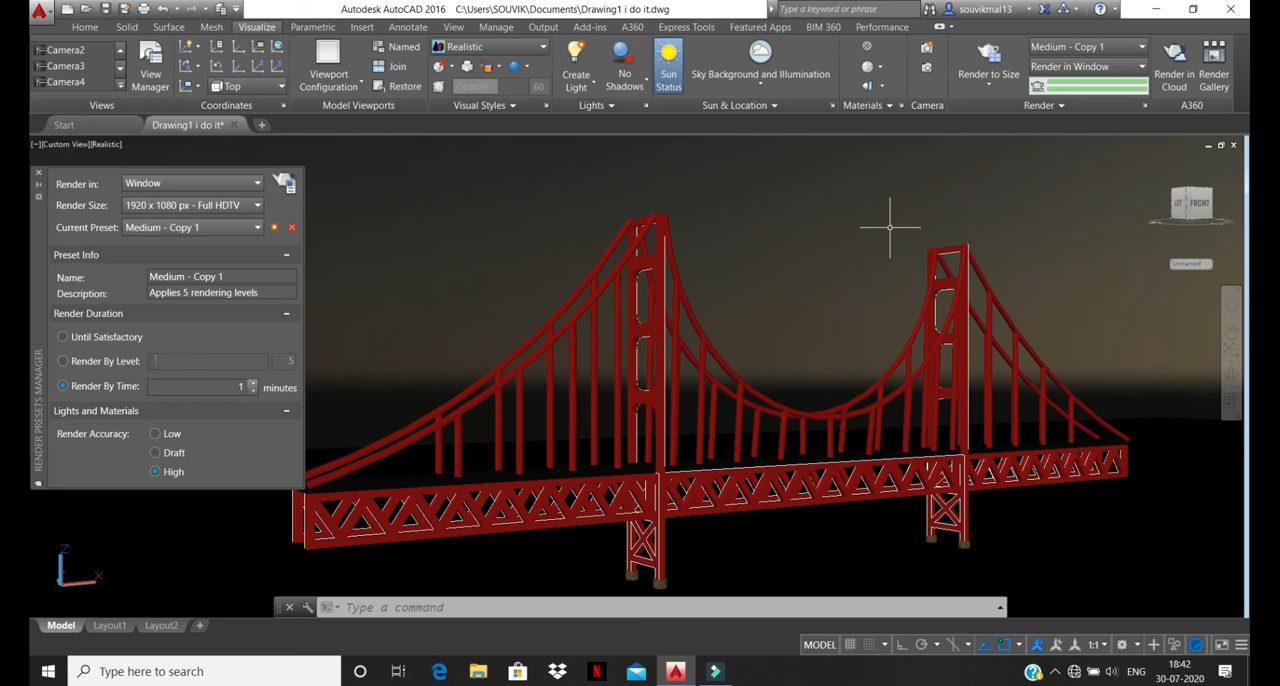 Autodesk AutoCAD 2016 C:\Users\SOUVIK\Documents\Drawing1 i do it.dwg
Type a keyword or phrase
souvikmal13
Home Solid Surface Mesh Visualize Parametric Insert Annotate View Manage Output Add-ins A360 Express Tools Featured Apps BIM 360 Performance
Camera2
Camera3
Camera4
View Manager
Top
Viewport Configuration
Named
Join
Restore
Realistic
Opacity 60
Create Light
No Shadows
Sun Status
Sky Background and Illumination
Render to Size
Medium - Copy 1
Render in Window
Render in Cloud
Render Gallery
Views Coordinates Model Viewports Visual Styles Lights Sun & Location Materials Camera Render A360
Start Drawing1 i do it*
[−][Custom View][Realistic]
LEFT FRONT
Unnamed
RENDER PRESETS MANAGER
Render in: Window
Render Size: 1920 x 1080 px - Full HDTV
Current Preset: Medium - Copy 1
Preset Info
Name: Medium - Copy 1
Description: Applies 5 rendering levels
Render Duration
Until Satisfactory
Render By Level: 5
Render By Time: 1 minutes
Lights and Materials
Render Accuracy: Low
Draft
High
Z
X
Type a command
Model Layout1 Layout2
MODEL 1:1
Type here to search
ENG
18:42
30-07-2020